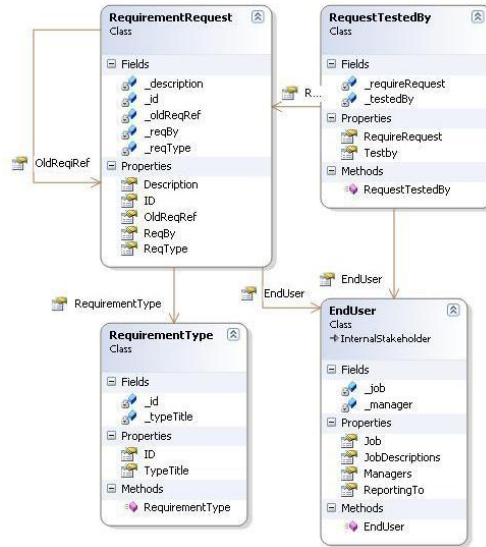 RequirementRequest
Class
Fields
_description
_id
_oldReqRef
_reqBy
_reqType
Properties
Description
ID
OldReqRef
ReqBy
ReqType
RequestTestedBy
Class
Fields
_requireRequest
_testedBy
Properties
RequireRequest
Testby
Methods
RequestTestedBy
R...
OldReqiRef
RequirementType
EndUser
EndUser
RequirementType
Class
Fields
_id
_typeTitle
Properties
ID
TypeTitle
Methods
RequirementType
EndUser
Class
InternalStakeholder
Fields
_job
_manager
Properties
Job
JobDescriptions
Managers
ReportingTo
Methods
EndUser